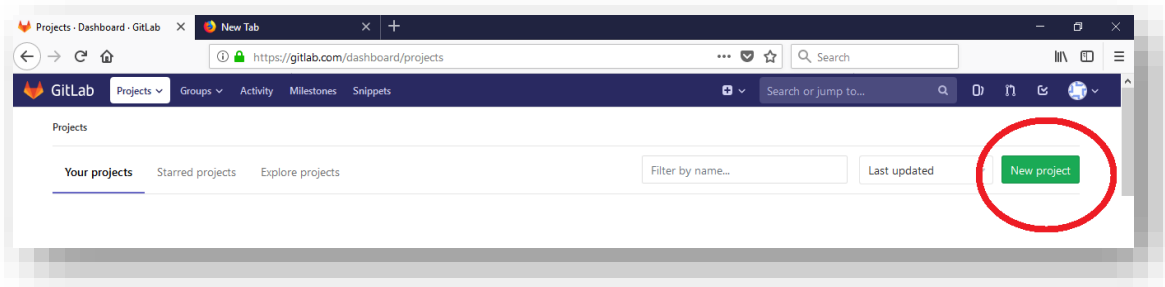 Projects · Dashboard · GitLab
New Tab
https://gitlab.com/dashboard/projects
Search
GitLab Projects Groups Activity Milestones Snippets Search or jump to...
Projects
Your projects Starred projects Explore projects Filter by name... Last updated New project